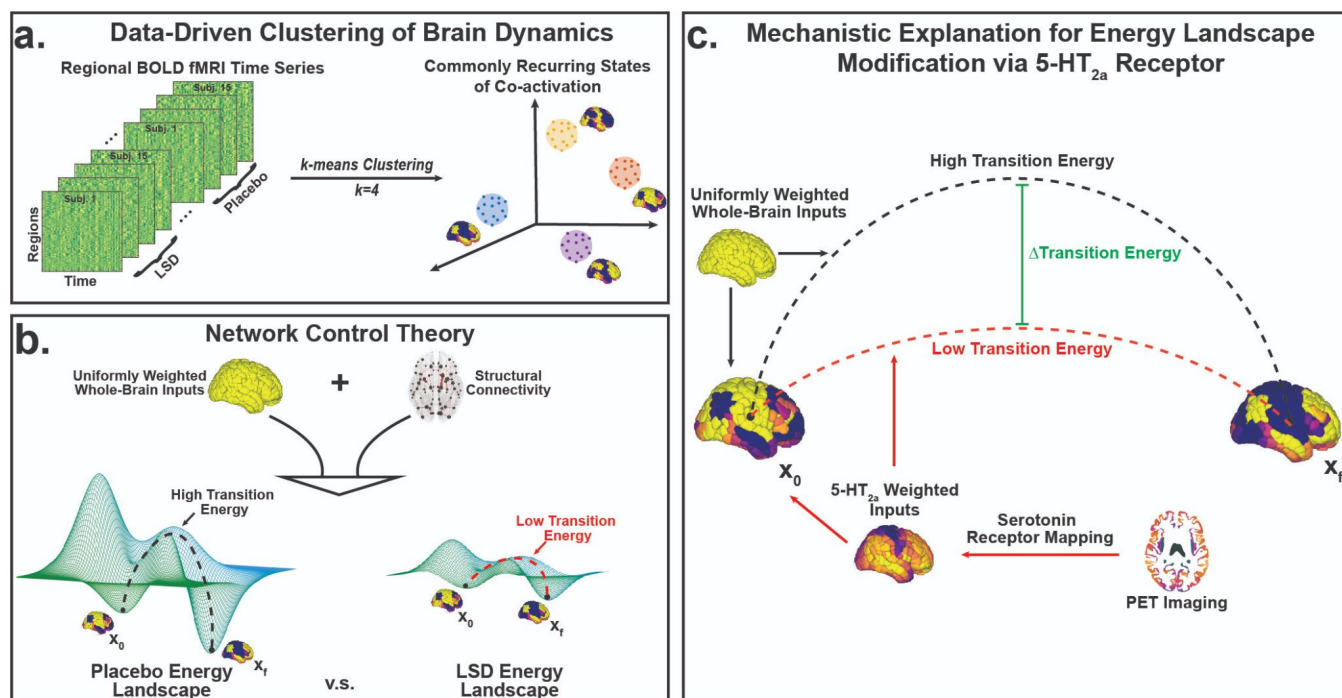 a.
Data-Driven Clustering of Brain Dynamics
Regional BOLD fMRI Time Series
Subj. 15
Subj. 1
Subj. 15
Subj. 1
...
...
Regions
Time
LSD
Placebo
k-means Clustering
k=4
Commonly Recurring States
of Co-activation
b.
Network Control Theory
Uniformly Weighted
Whole-Brain Inputs
+
Structural
Connectivity
High Transition
Energy
Low Transition
Energy
X₀
X_f
X₀
X_f
Placebo Energy
Landscape
v.s.
LSD Energy
Landscape
c.
Mechanistic Explanation for Energy Landscape
Modification via 5-HT₂ₐ Receptor
High Transition Energy
Uniformly Weighted
Whole-Brain Inputs
ΔTransition Energy
Low Transition Energy
X₀
X_f
5-HT₂ₐ Weighted
Inputs
Serotonin
Receptor Mapping
PET Imaging